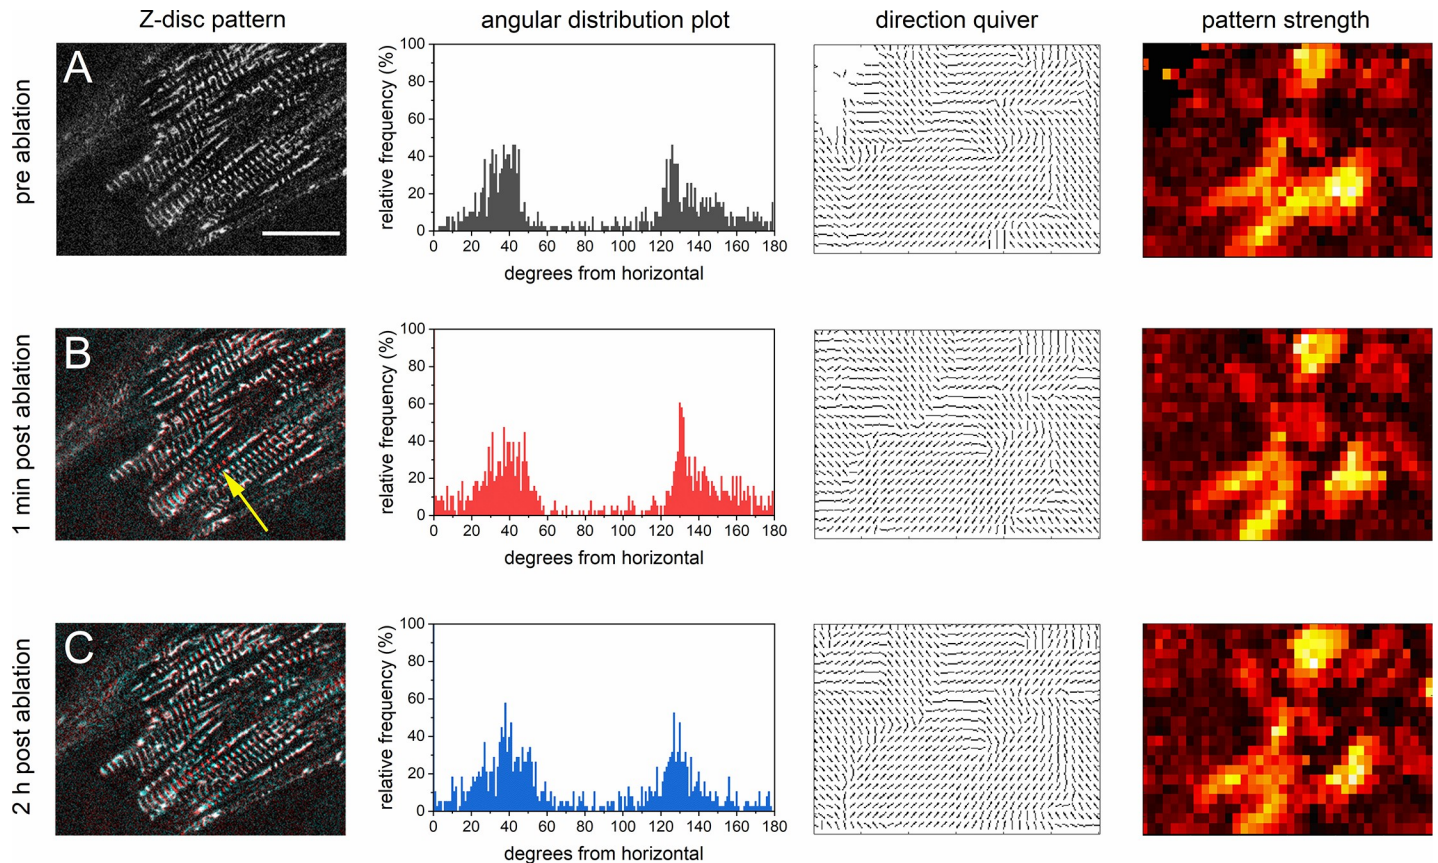 Z-disc pattern
angular distribution plot
direction quiver
pattern strength
pre ablation
A
relative frequency (%)
100
80
60
40
20
0
0 20 40 60 80 100 120 140 160 180
degrees from horizontal
1 min post ablation
B
relative frequency (%)
100
80
60
40
20
0
0 20 40 60 80 100 120 140 160 180
degrees from horizontal
2 h post ablation
C
relative frequency (%)
100
80
60
40
20
0
0 20 40 60 80 100 120 140 160 180
degrees from horizontal